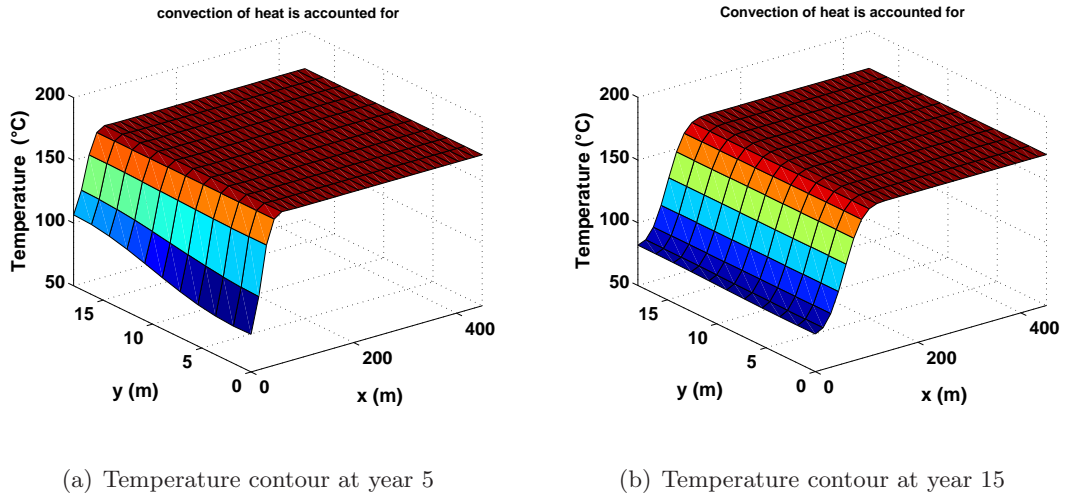 convection of heat is accounted for
200
150
100
50
Temperature (°C)
15
10
5
0
y (m)
0
200
400
x (m)
(a) Temperature contour at year 5
Convection of heat is accounted for
200
150
100
50
Temperature (°C)
15
10
5
0
y (m)
0
200
400
x (m)
(b) Temperature contour at year 15